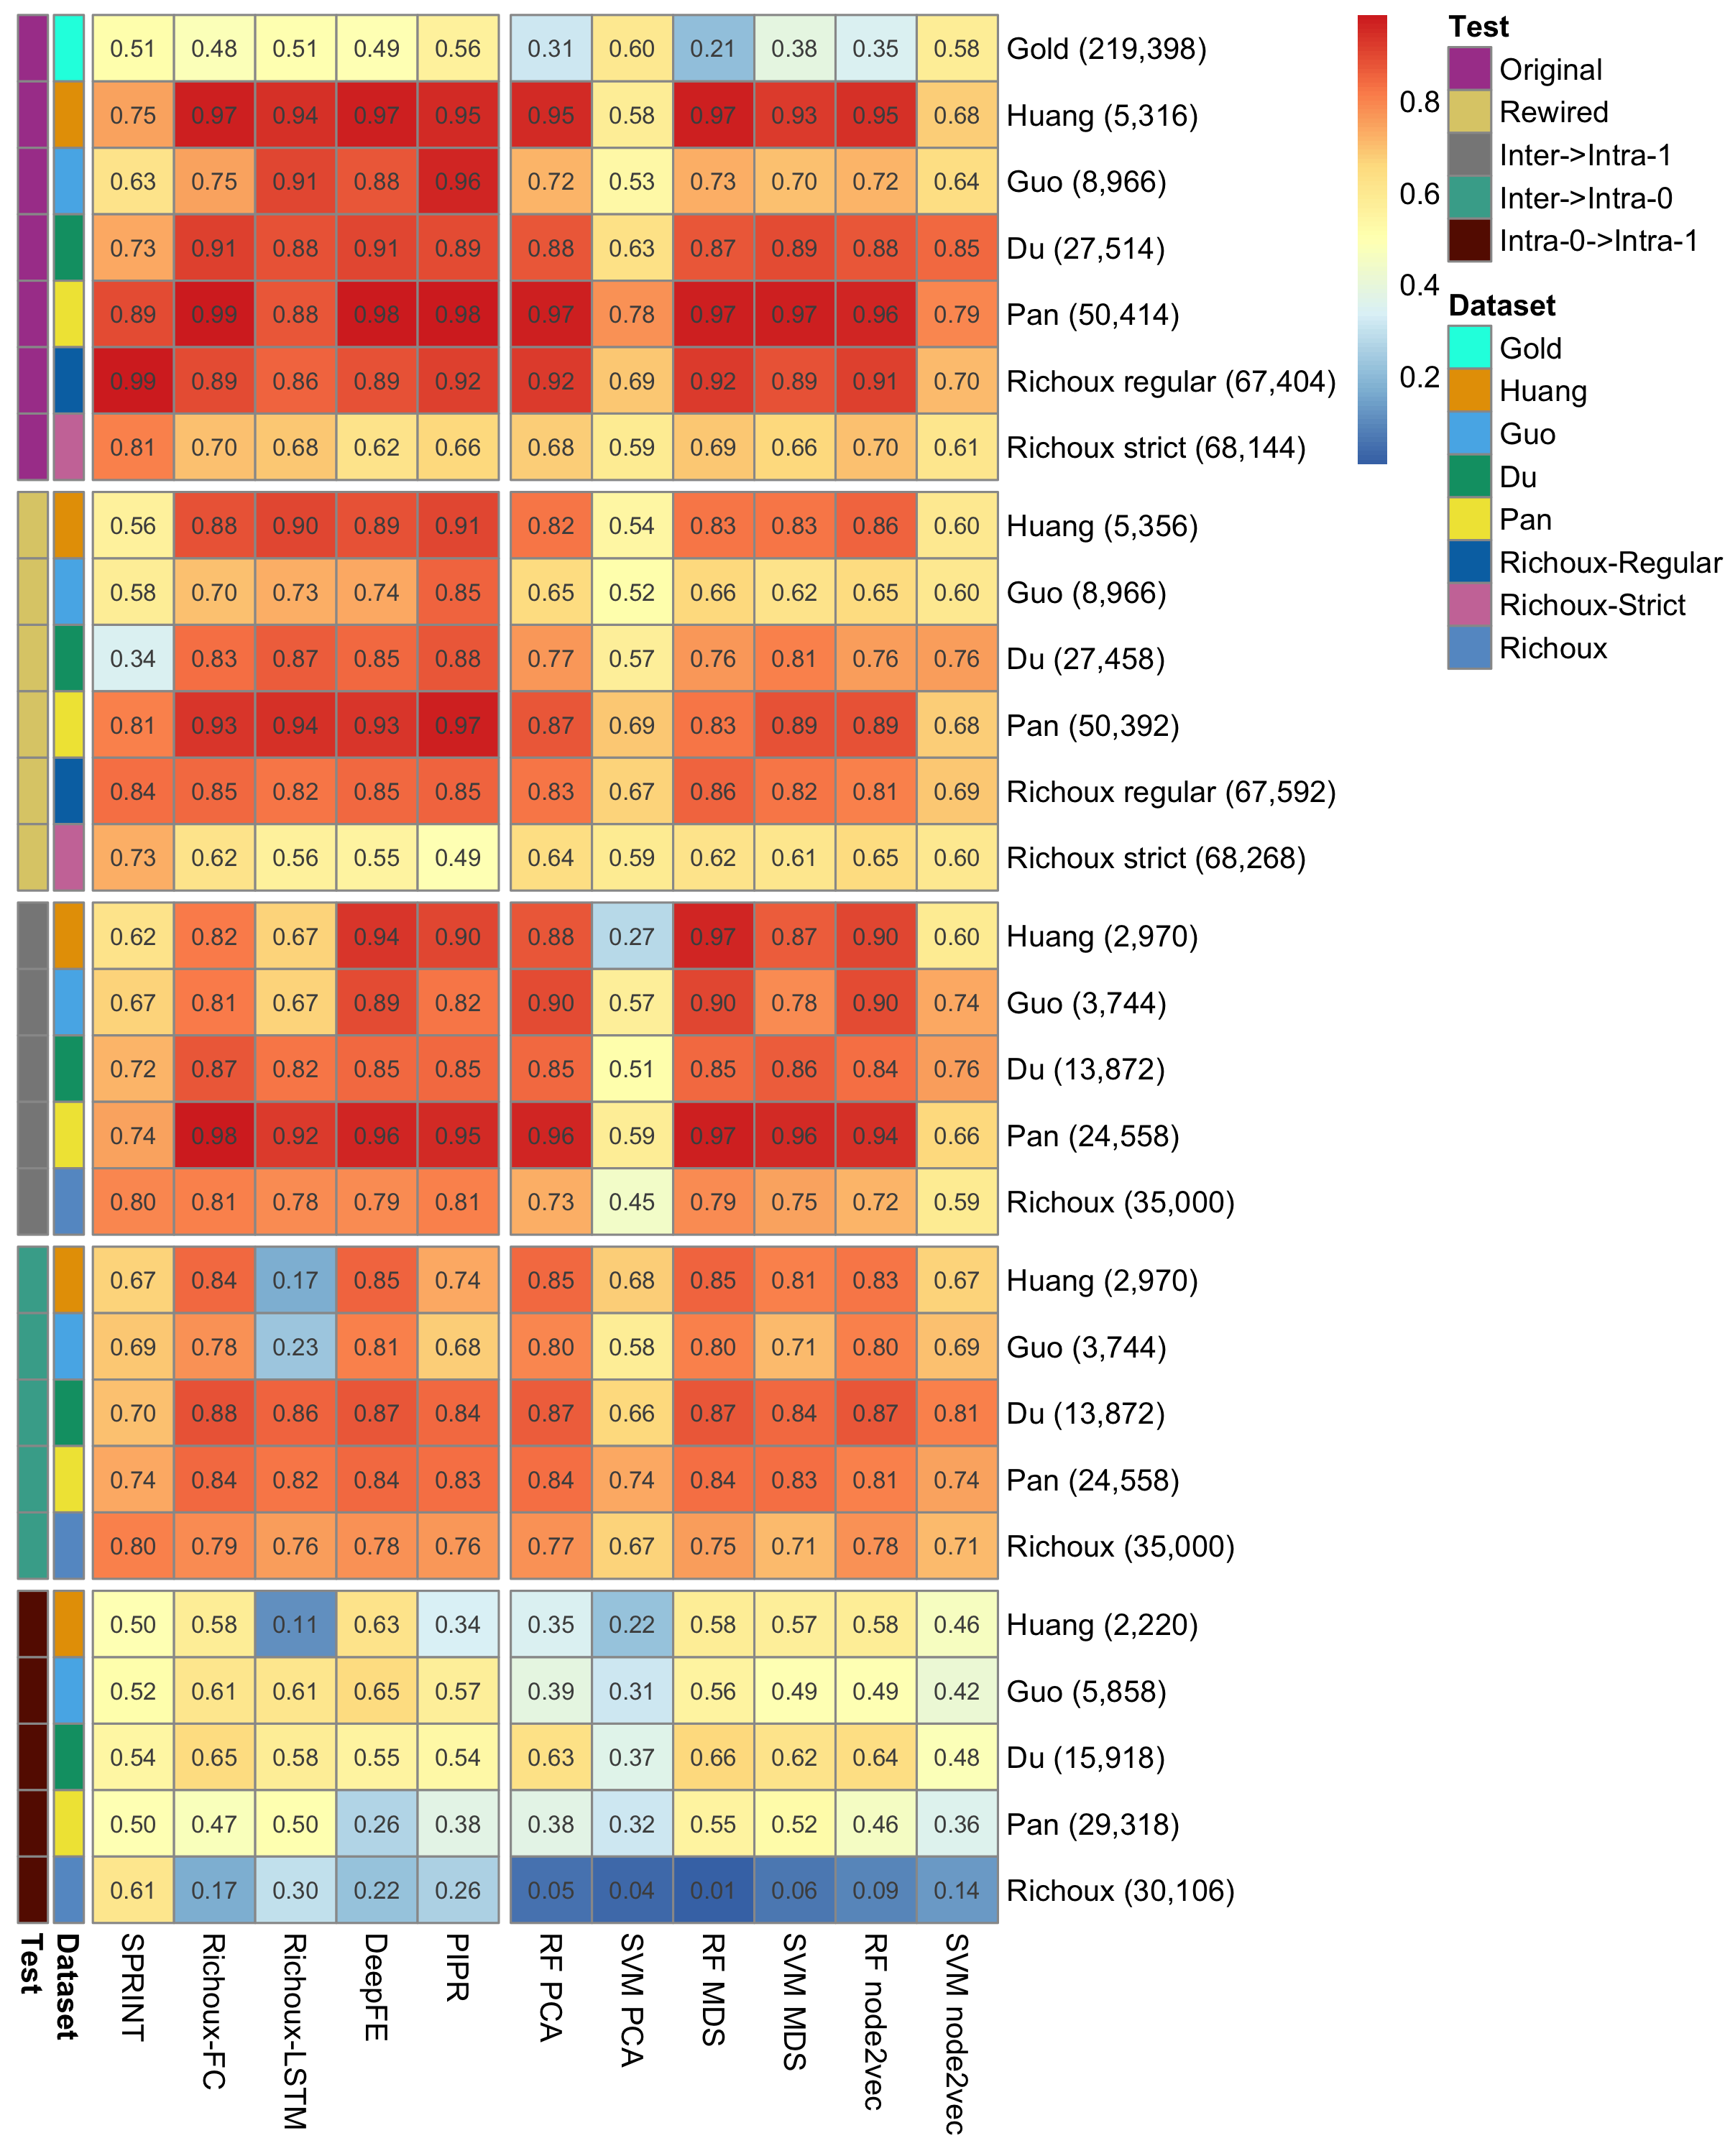 0.51 0.48 0.51 0.49 0.56 0.31 0.60 0.21 0.38 0.35 0.58 Gold (219,398)
0.75 0.97 0.94 0.97 0.95 0.95 0.58 0.97 0.93 0.95 0.68 Huang (5,316)
0.63 0.75 0.91 0.88 0.96 0.72 0.53 0.73 0.70 0.72 0.64 Guo (8,966)
0.73 0.91 0.88 0.91 0.89 0.88 0.63 0.87 0.89 0.88 0.85 Du (27,514)
0.89 0.99 0.88 0.98 0.98 0.97 0.78 0.97 0.97 0.96 0.79 Pan (50,414)
0.99 0.89 0.86 0.89 0.92 0.92 0.69 0.92 0.89 0.91 0.70 Richoux regular (67,404)
0.81 0.70 0.68 0.62 0.66 0.68 0.59 0.69 0.66 0.70 0.61 Richoux strict (68,144)
0.56 0.88 0.90 0.89 0.91 0.82 0.54 0.83 0.83 0.86 0.60 Huang (5,356)
0.58 0.70 0.73 0.74 0.85 0.65 0.52 0.66 0.62 0.65 0.60 Guo (8,966)
0.34 0.83 0.87 0.85 0.88 0.77 0.57 0.76 0.81 0.76 0.76 Du (27,458)
0.81 0.93 0.94 0.93 0.97 0.87 0.69 0.83 0.89 0.89 0.68 Pan (50,392)
0.84 0.85 0.82 0.85 0.85 0.83 0.67 0.86 0.82 0.81 0.69 Richoux regular (67,592)
0.73 0.62 0.56 0.55 0.49 0.64 0.59 0.62 0.61 0.65 0.60 Richoux strict (68,268)
0.62 0.82 0.67 0.94 0.90 0.88 0.27 0.97 0.87 0.90 0.60 Huang (2,970)
0.67 0.81 0.67 0.89 0.82 0.90 0.57 0.90 0.78 0.90 0.74 Guo (3,744)
0.72 0.87 0.82 0.85 0.85 0.85 0.51 0.85 0.86 0.84 0.76 Du (13,872)
0.74 0.98 0.92 0.96 0.95 0.96 0.59 0.97 0.96 0.94 0.66 Pan (24,558)
0.80 0.81 0.78 0.79 0.81 0.73 0.45 0.79 0.75 0.72 0.59 Richoux (35,000)
0.67 0.84 0.17 0.85 0.74 0.85 0.68 0.85 0.81 0.83 0.67 Huang (2,970)
0.69 0.78 0.23 0.81 0.68 0.80 0.58 0.80 0.71 0.80 0.69 Guo (3,744)
0.70 0.88 0.86 0.87 0.84 0.87 0.66 0.87 0.84 0.87 0.81 Du (13,872)
0.74 0.84 0.82 0.84 0.83 0.84 0.74 0.84 0.83 0.81 0.74 Pan (24,558)
0.80 0.79 0.76 0.78 0.76 0.77 0.67 0.75 0.71 0.78 0.71 Richoux (35,000)
0.50 0.58 0.11 0.63 0.34 0.35 0.22 0.58 0.57 0.58 0.46 Huang (2,220)
0.52 0.61 0.61 0.65 0.57 0.39 0.31 0.56 0.49 0.49 0.42 Guo (5,858)
0.54 0.65 0.58 0.55 0.54 0.63 0.37 0.66 0.62 0.64 0.48 Du (15,918)
0.50 0.47 0.50 0.26 0.38 0.38 0.32 0.55 0.52 0.46 0.36 Pan (29,318)
0.61 0.17 0.30 0.22 0.26 0.05 0.04 0.01 0.06 0.09 0.14 Richoux (30,106)
Test
Dataset
SPRINT
Richoux-FC
Richoux-LSTM
DeepFE
PIPR
RF PCA
SVM PCA
RF MDS
SVM MDS
RF node2vec
SVM node2vec
0.8
0.6
0.4
0.2
Test
Original
Rewired
Inter->Intra-1
Inter->Intra-0
Intra-0->Intra-1
Dataset
Gold
Huang
Guo
Du
Pan
Richoux-Regular
Richoux-Strict
Richoux